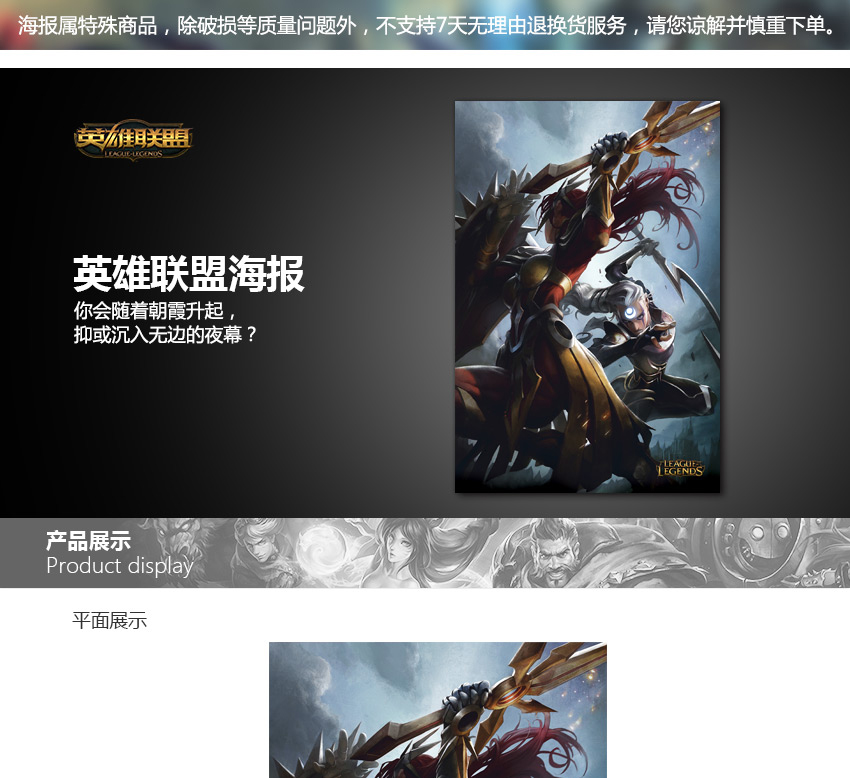 海报属特殊商品，除破损等质量问题外，不支持7天无理由退换货服务，请您谅解并慎重下单。
英雄联盟
LEAGUE OF LEGENDS
英雄联盟海报
你会随着朝霞升起，
抑或沉入无边的夜幕？
LEAGUE
OF
LEGENDS
产品展示
Product display
平面展示